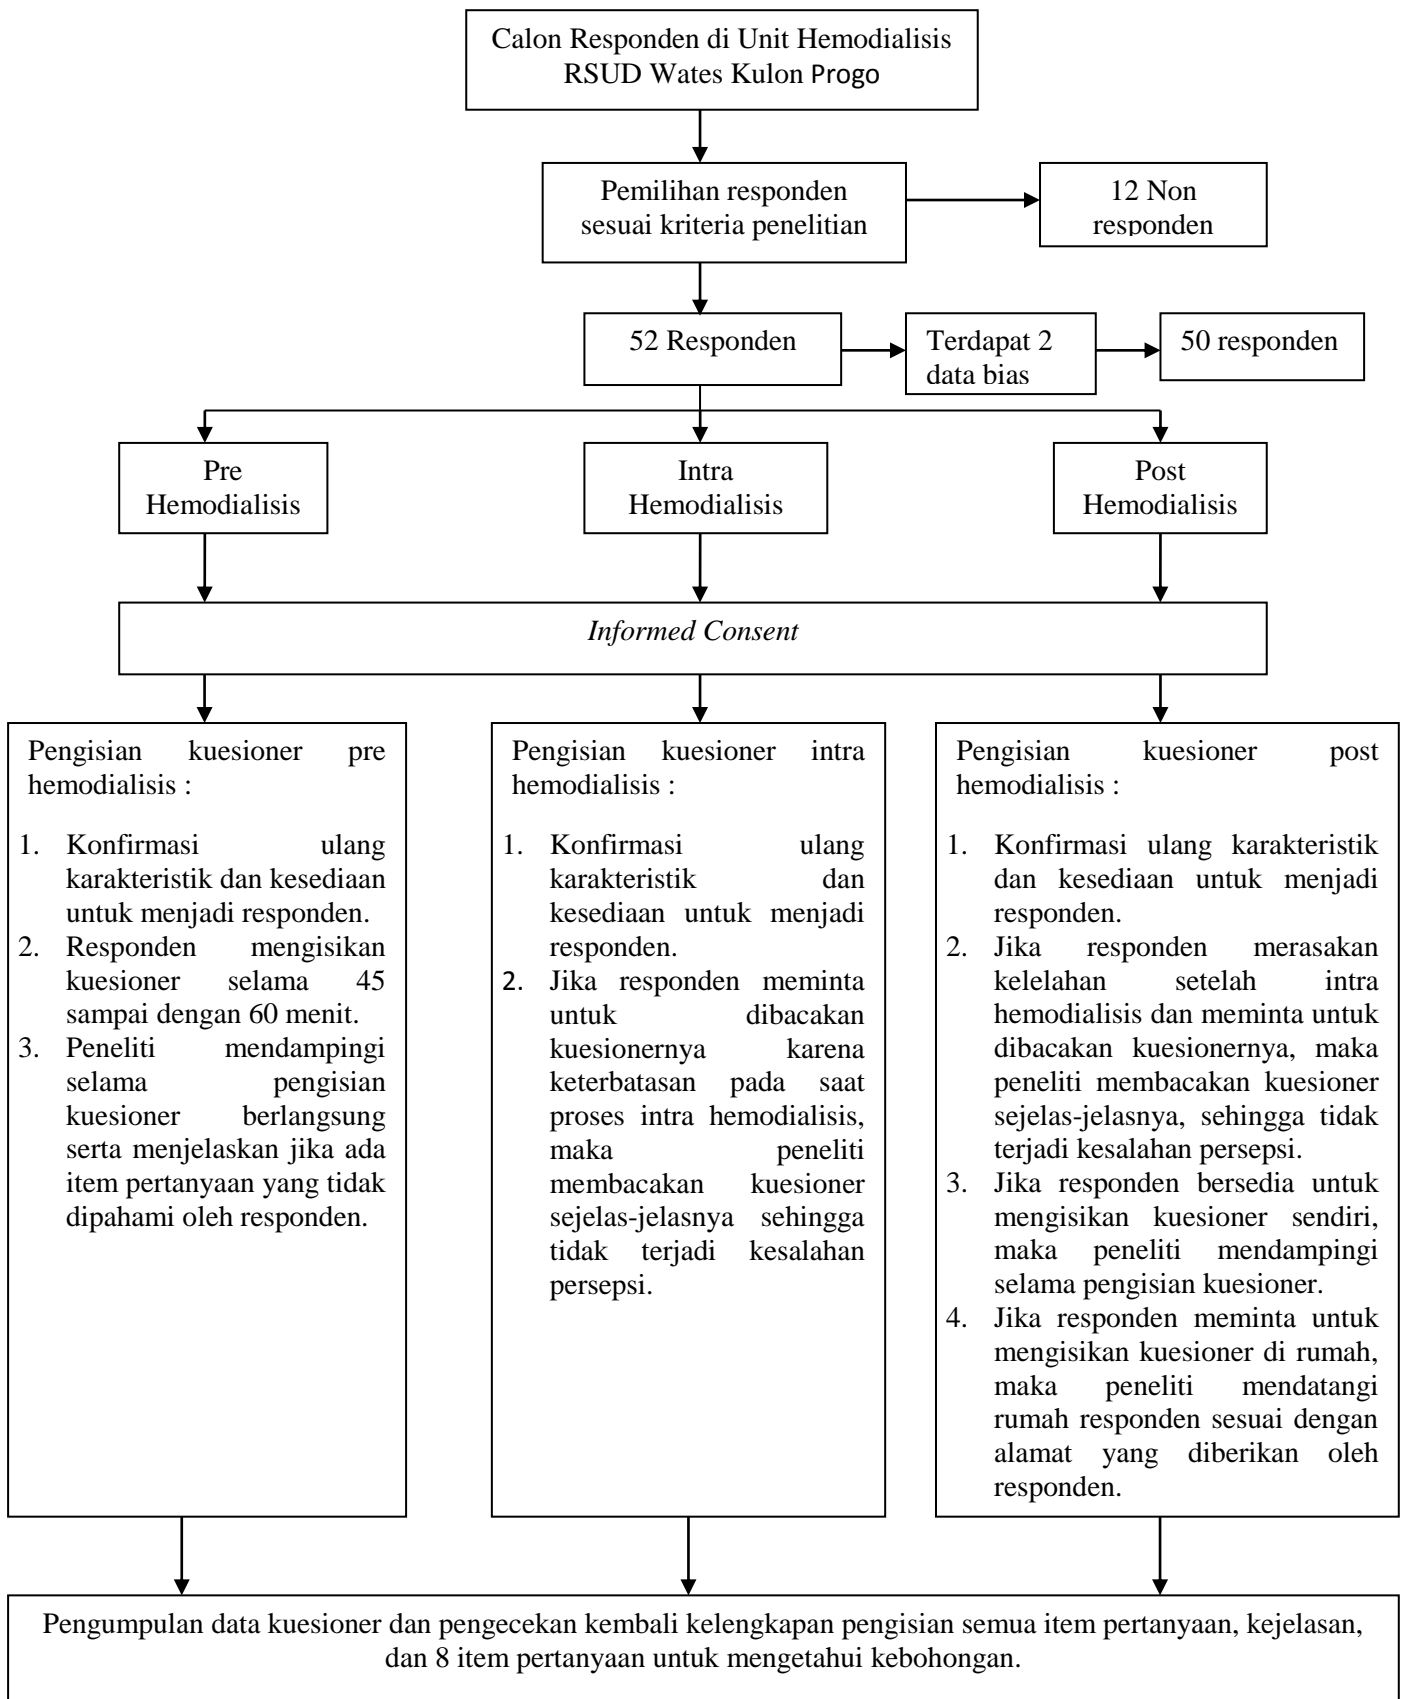 Calon Responden di Unit Hemodialisis
RSUD Wates Kulon Progo
Pemilihan responden
sesuai kriteria penelitian
12 Non
responden
52 Responden
Terdapat 2
data bias
50 responden
Pre
Hemodialisis
Intra
Hemodialisis
Post
Hemodialisis
Informed Consent
Pengisian kuesioner pre
hemodialisis :
1. Konfirmasi ulang
karakteristik dan kesediaan
untuk menjadi responden.
2. Responden mengisikan
kuesioner selama 45
sampai dengan 60 menit.
3. Peneliti mendampingi
selama pengisian
kuesioner berlangsung
serta menjelaskan jika ada
item pertanyaan yang tidak
dipahami oleh responden.
Pengisian kuesioner intra
hemodialisis :
1. Konfirmasi ulang
karakteristik dan
kesediaan untuk menjadi
responden.
2. Jika responden meminta
untuk dibacakan
kuesionernya karena
keterbatasan pada saat
proses intra hemodialisis,
maka peneliti
membacakan kuesioner
sejelas-jelasnya sehingga
tidak terjadi kesalahan
persepsi.
Pengisian kuesioner post
hemodialisis :
1. Konfirmasi ulang karakteristik
dan kesediaan untuk menjadi
responden.
2. Jika responden merasakan
kelelahan setelah intra
hemodialisis dan meminta untuk
dibacakan kuesionernya, maka
peneliti membacakan kuesioner
sejelas-jelasnya, sehingga tidak
terjadi kesalahan persepsi.
3. Jika responden bersedia untuk
mengisikan kuesioner sendiri,
maka peneliti mendampingi
selama pengisian kuesioner.
4. Jika responden meminta untuk
mengisikan kuesioner di rumah,
maka peneliti mendatangi
rumah responden sesuai dengan
alamat yang diberikan oleh
responden.
Pengumpulan data kuesioner dan pengecekan kembali kelengkapan pengisian semua item pertanyaan, kejelasan,
dan 8 item pertanyaan untuk mengetahui kebohongan.